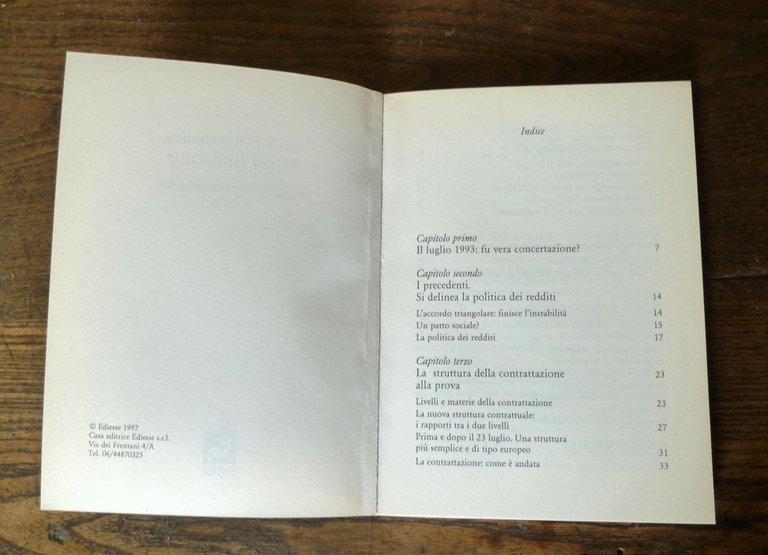 © Ediesse 1997
Casa editrice Ediesse s.r.l.
Via dei Frentani 4/A
Tel. 06/44870325
Indice
Capitolo primo
Il luglio 1993: fu vera concertazione? 7
Capitolo secondo
I precedenti.
Si delinea la politica dei redditi 14
L'accordo triangolare: finisce l'instabilità 14
Un patto sociale? 15
La politica dei redditi 17
Capitolo terzo
La struttura della contrattazione
alla prova 23
Livelli e materie della contrattazione 23
La nuova struttura contrattuale:
i rapporti tra i due livelli 27
Prima e dopo il 23 luglio. Una struttura
più semplice e di tipo europeo 31
La contrattazione: come è andata 33